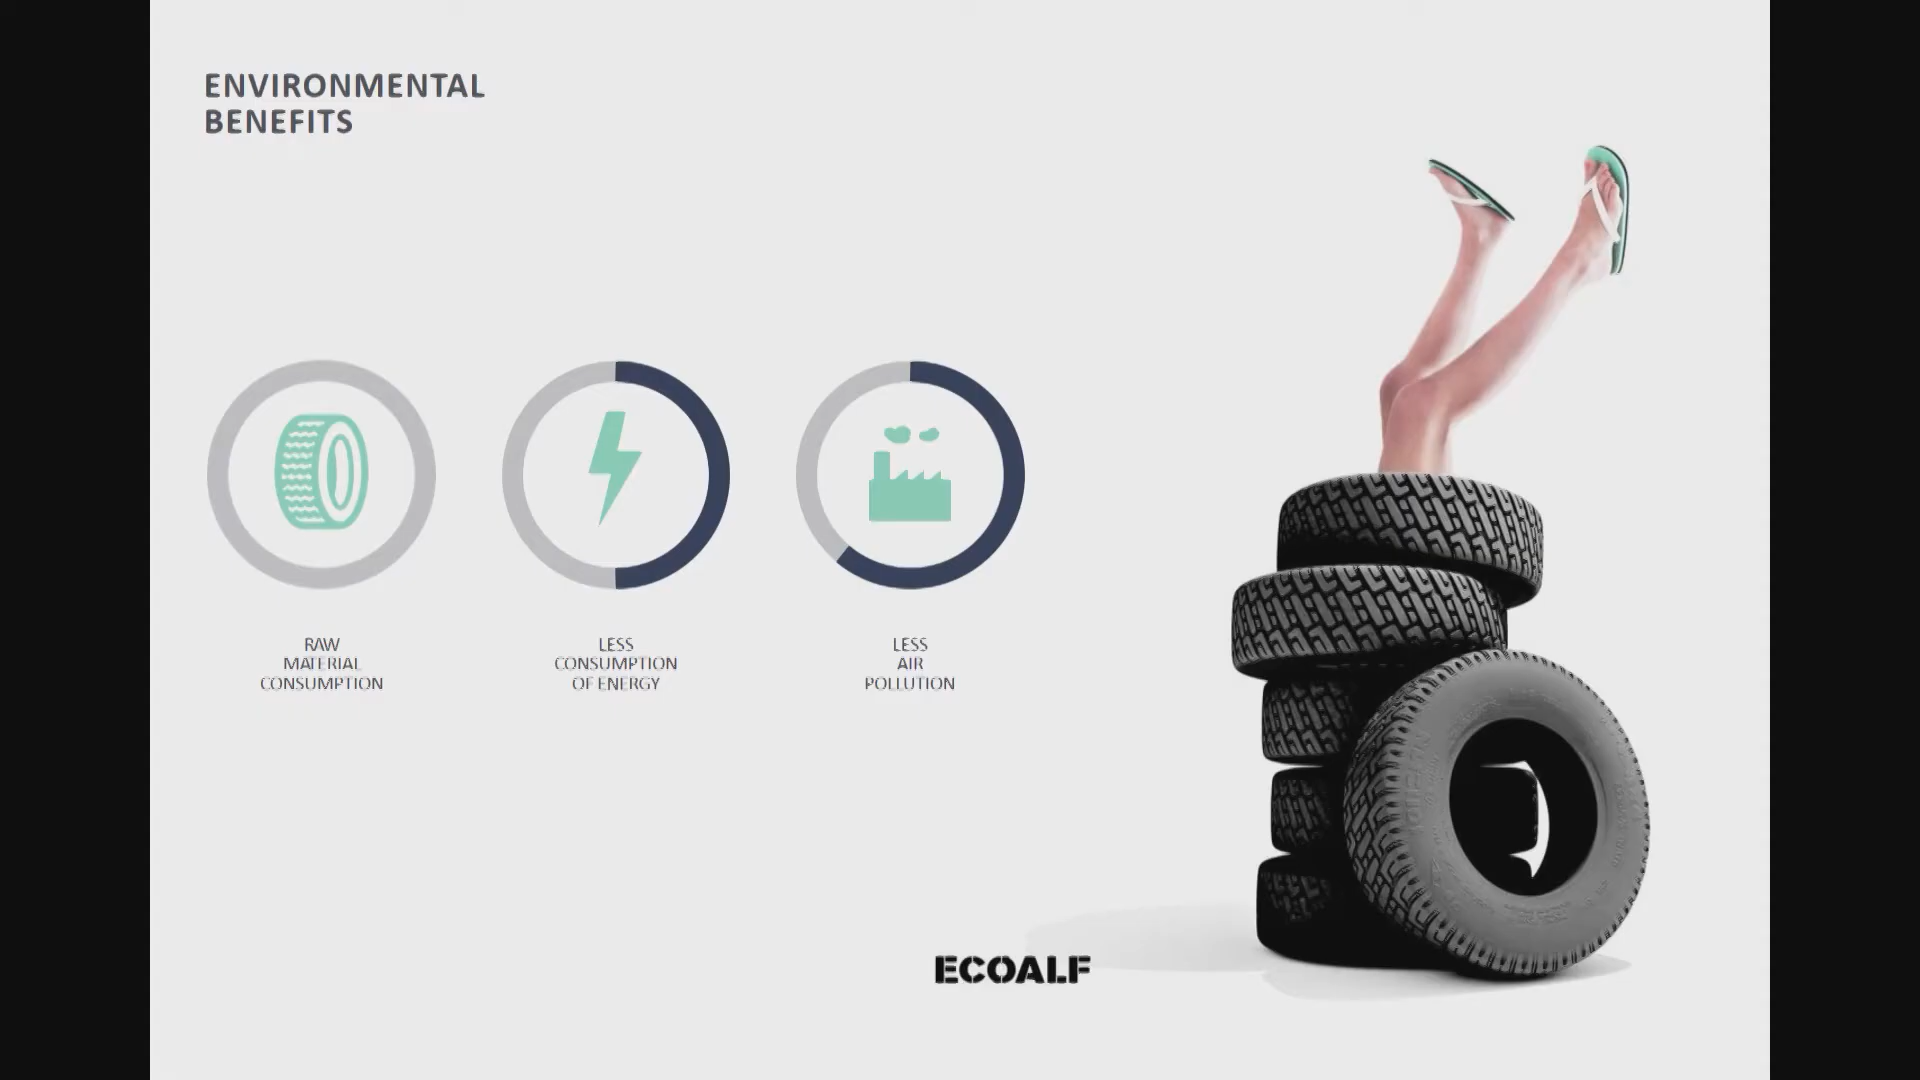 ENVIRONMENTAL
BENEFITS
RAW
MATERIAL
CONSUMPTION
LESS
CONSUMPTION
OF ENERGY
LESS
AIR
POLLUTION
ECOALF